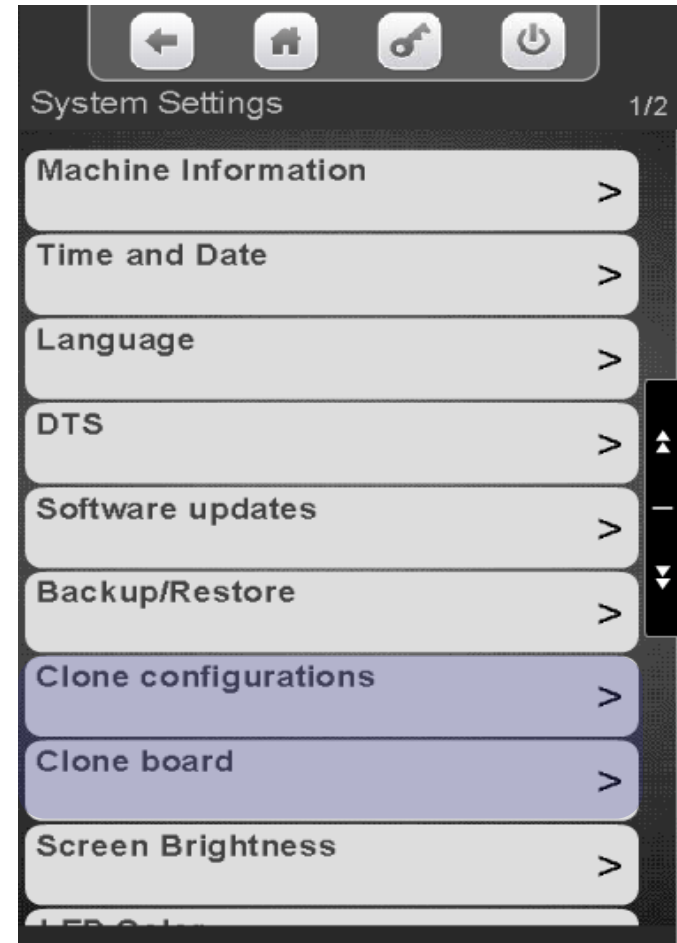 System Settings 1/2
Machine Information >
Time and Date >
Language >
DTS >
Software updates >
Backup/Restore >
Clone configurations >
Clone board >
Screen Brightness >